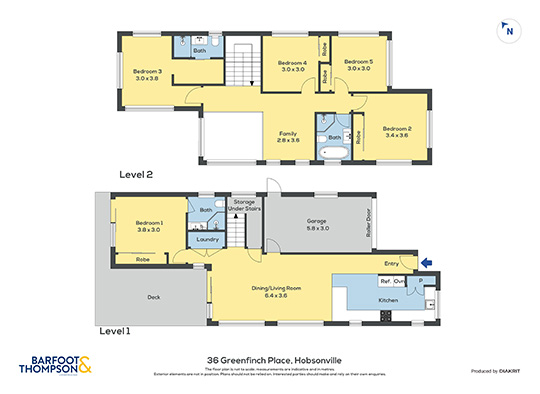 N
Bath
Bedroom 3
3.0 x 3.8
Bedroom 4
3.0 x 3.0
Robe
Robe
Bedroom 5
3.0 x 3.0
Family
2.8 x 3.6
Bath
Robe
Bedroom 2
3.4 x 3.6
Level 2
Bedroom 1
3.8 x 3.0
Bath
Storage
Under Stairs
Garage
5.8 x 3.0
Roller Door
Laundry
Robe
Entry
Deck
Dining/Living Room
6.4 x 3.6
Ref.
Ovn
P
Kitchen
Level 1
BARFOOT&
THOMPSON
36 Greenfinch Place, Hobsonville
The floor plan is not to scale, measurements are indicative and in metres.
Exterior elements are not in position. Plans should not be relied on. Interested parties should make and rely on their own enquiries.
Produced by DIAKRIT